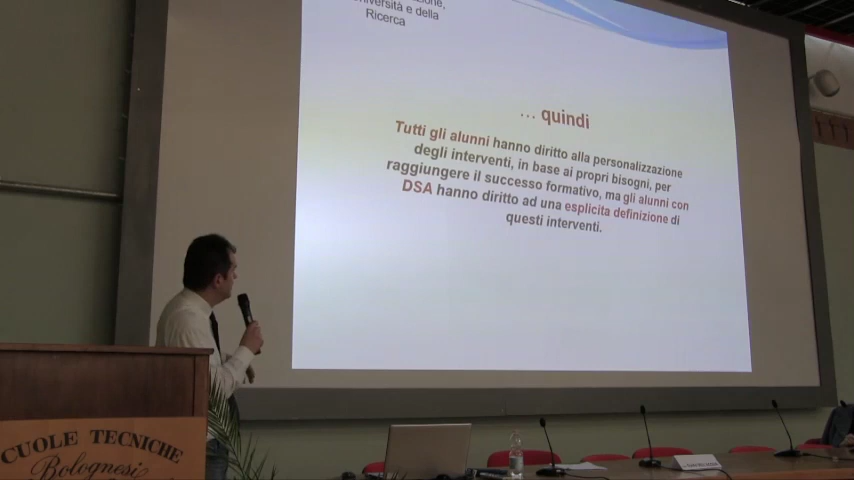 Università e della
Ricerca
... quindi
Tutti gli alunni hanno diritto alla personalizzazione
degli interventi, in base ai propri bisogni, per
raggiungere il successo formativo, ma gli alunni con
DSA hanno diritto ad una esplicita definizione di
questi interventi.
CUOLE TECNICHE
Bolognesi